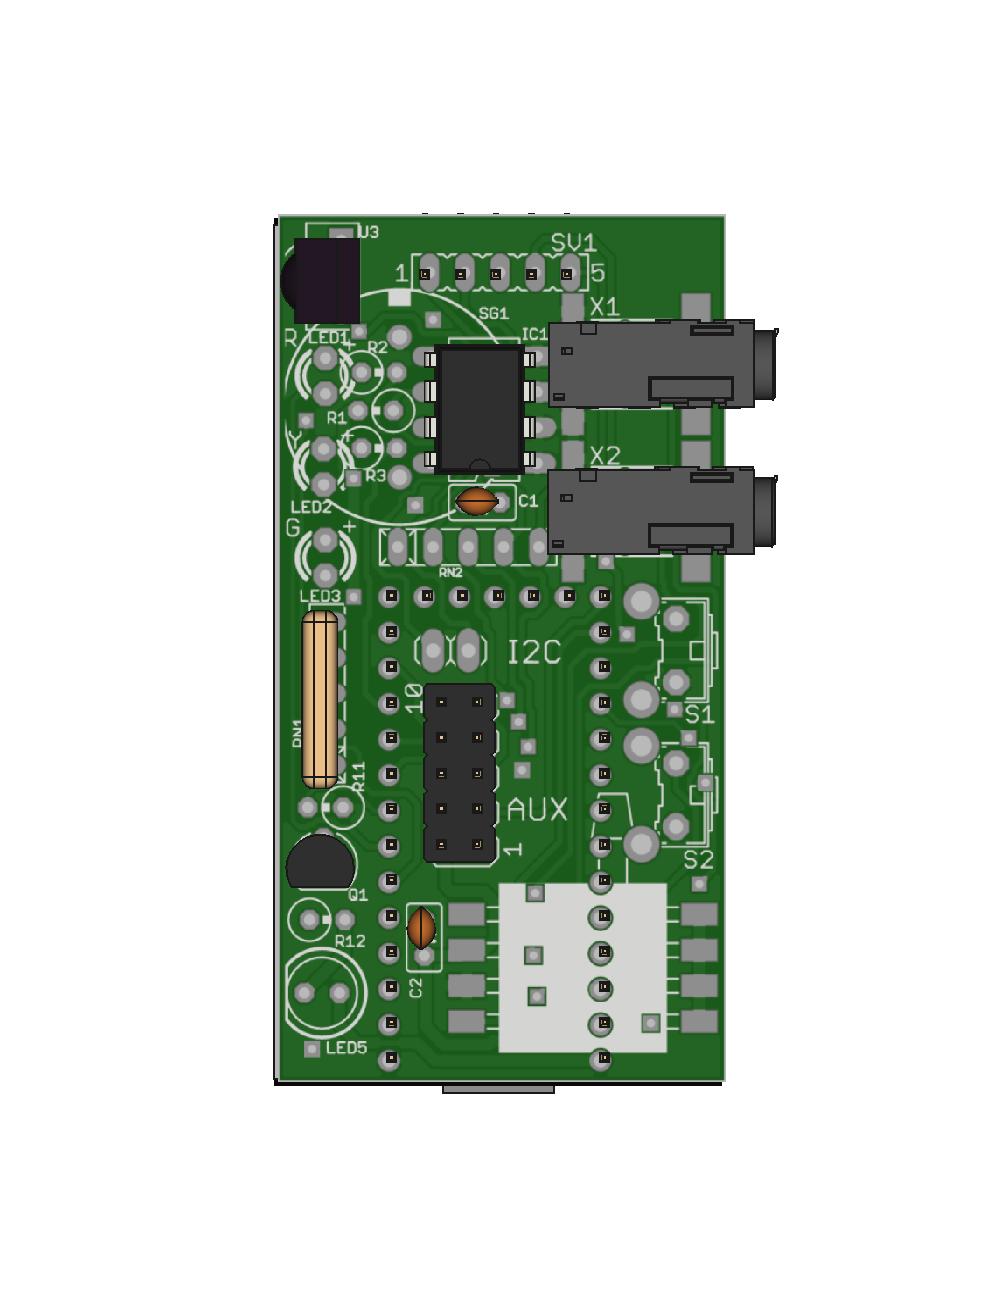 U3
SV1
1
5
SG1
X1
R
LED1
+
R2
IC1
R1
Y
+
R3
X2
LED2
C1
G
+
RN2
LED3
I2C
10
S1
RN1
R11
AUX
1
S2
Q1
R12
C2
LED5